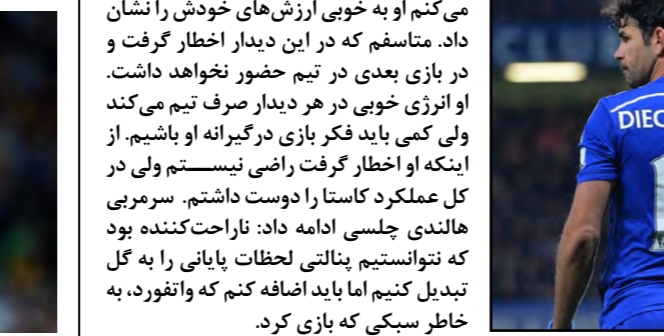 می‌کنم او به خوبی ارزش‌های خودش را نشان
داد. متاسفم که در این دیدار اخطار گرفت و
در بازی بعدی در تیم حضور نخواهد داشت.
او انرژی خوبی در هر دیدار صرف تیم می‌کند
ولی کمی باید فکر بازی درگیرانه او باشیم. از
اینکه او اخطار گرفت راضی نیســتم ولی در
کل عملکرد کاستا را دوست داشتم. سرمربی
هالندی چلسی ادامه داد: ناراحت‌کننده بود
که نتوانستیم پنالتی لحظات پایانی را به گل
تبدیل کنیم اما باید اضافه کنم که واتفورد، به
خاطر سبکی که بازی کرد.
DIEC